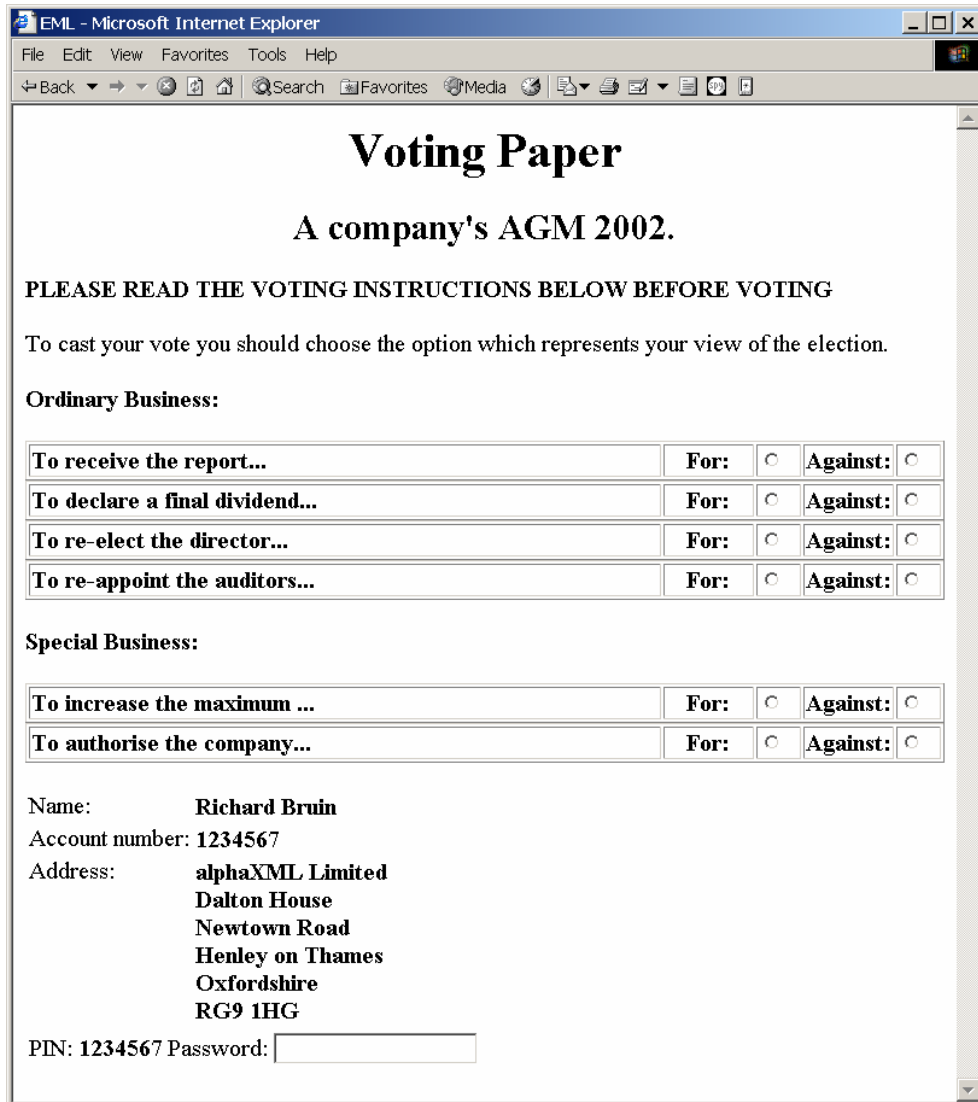 EML - Microsoft Internet Explorer
File Edit View Favorites Tools Help
Back Search Favorites Media
Voting Paper
A company's AGM 2002.
PLEASE READ THE VOTING INSTRUCTIONS BELOW BEFORE VOTING
To cast your vote you should choose the option which represents your view of the election.
Ordinary Business:
To receive the report... For: Against:
To declare a final dividend... For: Against:
To re-elect the director... For: Against:
To re-appoint the auditors... For: Against:
Special Business:
To increase the maximum ... For: Against:
To authorise the company... For: Against:
Name: Richard Bruin
Account number: 1234567
Address: alphaXML Limited
Dalton House
Newtown Road
Henley on Thames
Oxfordshire
RG9 1HG
PIN: 1234567 Password: